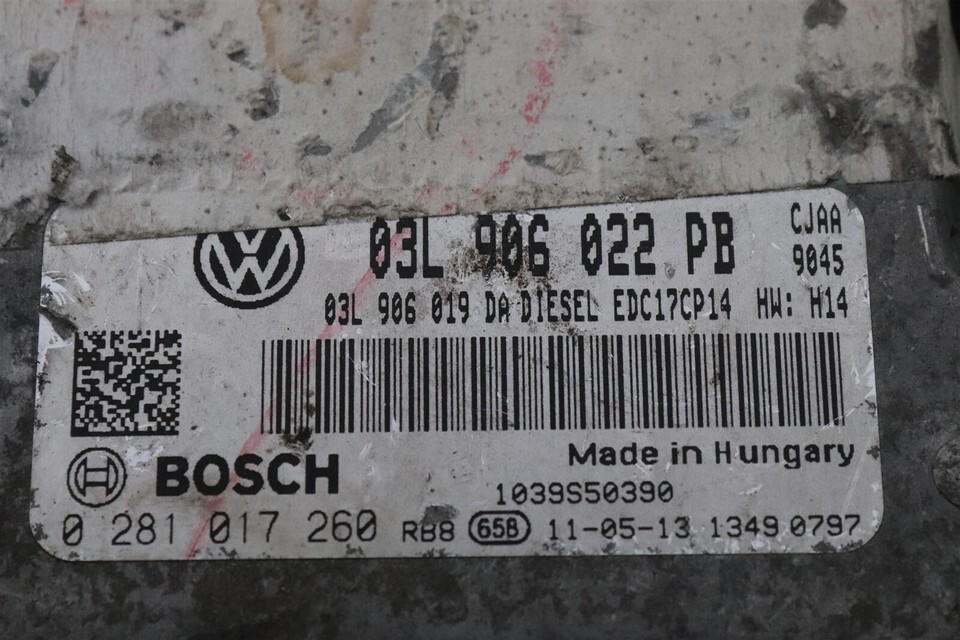 03L 906 022 PB
CJAA
9045
03L 906 019 DA DIESEL EDC17CP14 HW: H14
Made in Hungary
BOSCH
1039S50390
0 281 017 260 RB8 65B 11-05-13 1349 0797